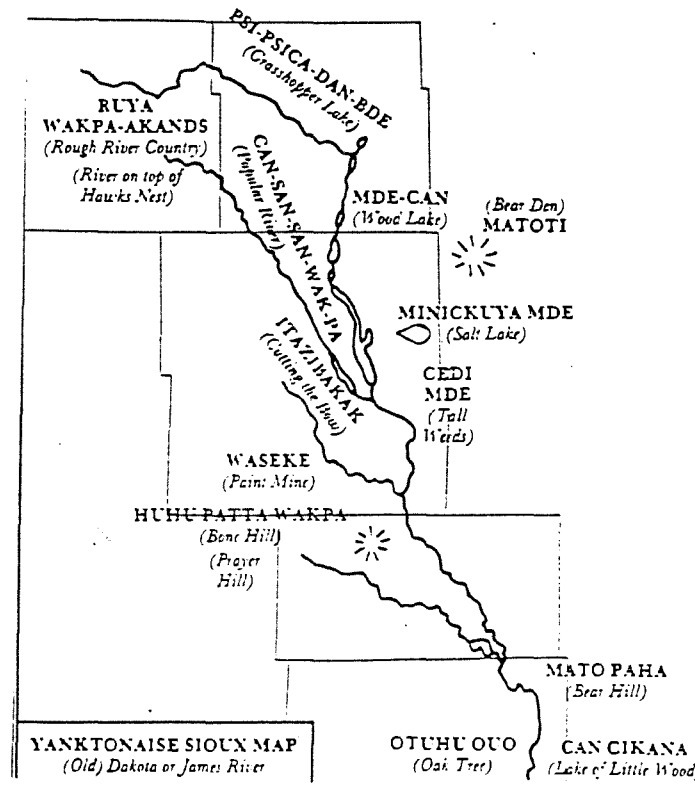 PSI-PSICA-DAN-BDE
(Grasshopper Lake)
RUYA
WAKPA-AKANDS
(Rough River Country)
(River on top of
Hawks Nest)
CAN-SAN-SAN-WAK-PA
(Popular River)
MDE-CAN
(Wood Lake)
(Bear Den)
MATOTI
MINICKUYA MDE
(Salt Lake)
ITAZIBAKAK
(Cutting the Bow)
CEDI
MDE
(Tall
Weeds)
WASEKE
(Paint Mine)
HUHU PATTA WAKPA
(Bone Hill)
(Prayer
Hill)
MATO PAHA
(Bear Hill)
OTUHU OUO
(Oak Tree)
CAN CIKANA
(Lake of Little Wood)
YANKTONAISE SIOUX MAP
(Old) Dakota or James River